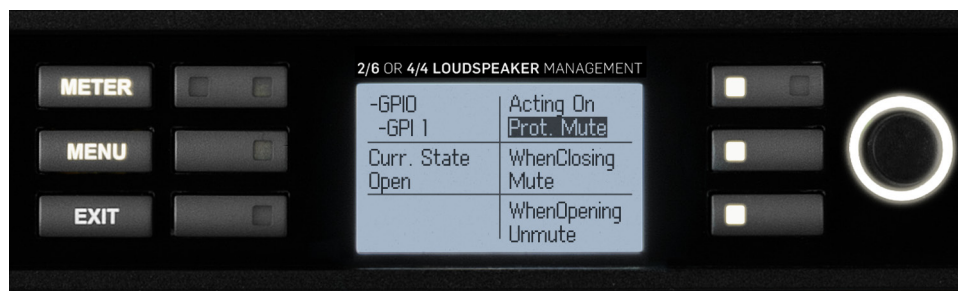 METER
MENU
EXIT
2/6 OR 4/4 LOUDSPEAKER MANAGEMENT
-GPIO
-GPI 1
Acting On
Prot. Mute
Curr. State
Open
WhenClosing
Mute
WhenOpening
Unmute